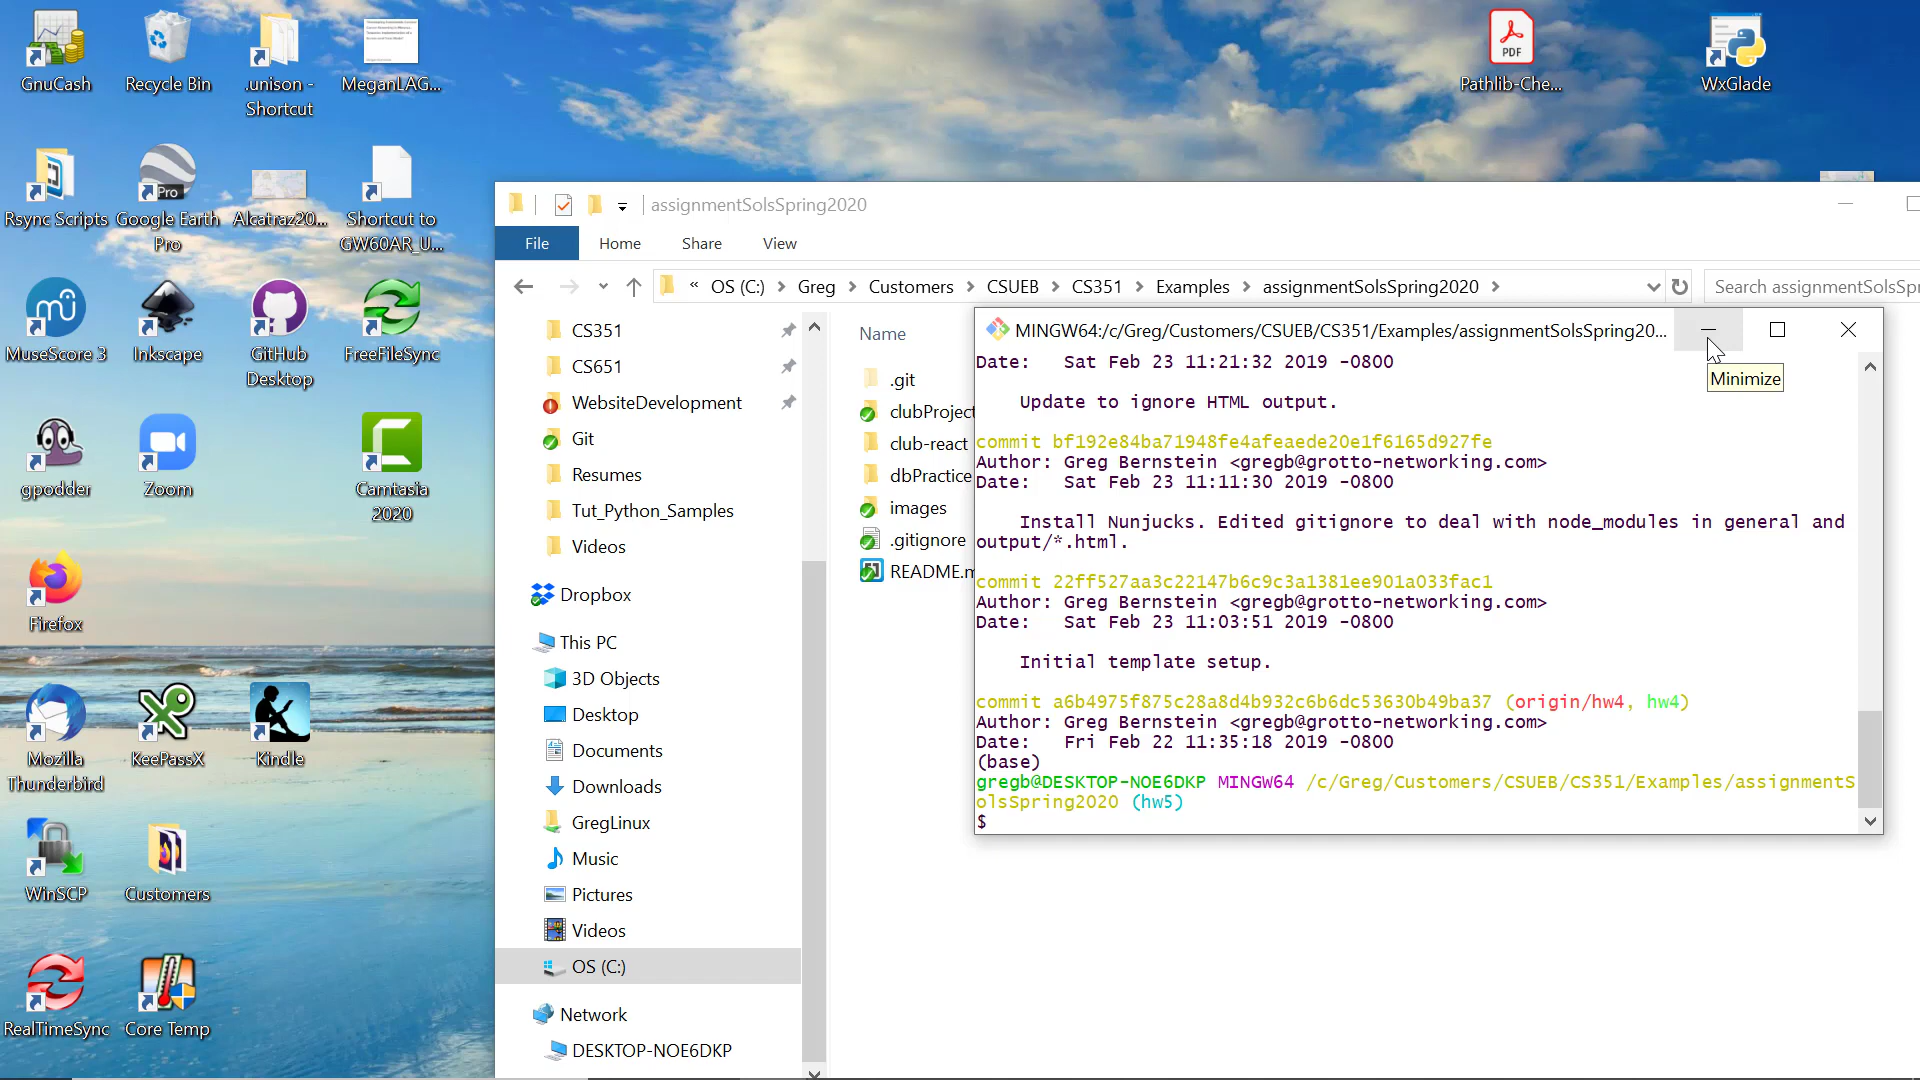 GnuCash
Recycle Bin
.unison -
Shortcut
MeganLAG...
Pathlib-Che...
WxGlade
Rsync Scripts
Google Earth
Pro
Alcatraz20...
Shortcut to
GW60AR_U...
MuseScore 3
Inkscape
GitHub
Desktop
FreeFileSync
gpodder
Zoom
Camtasia
2020
Firefox
Mozilla
Thunderbird
KeePassX
Kindle
WinSCP
Customers
RealTimeSync
Core Temp
assignmentSolsSpring2020
File Home Share View
« OS (C:) > Greg > Customers > CSUEB > CS351 > Examples > assignmentSolsSpring2020 >
Search assignmentSolsSpr
CS351
CS651
WebsiteDevelopment
Git
Resumes
Tut_Python_Samples
Videos
Dropbox
This PC
3D Objects
Desktop
Documents
Downloads
GregLinux
Music
Pictures
Videos
OS (C:)
Network
DESKTOP-NOE6DKP
Name
.git
clubProject
club-react
dbPractice
images
.gitignore
README.m
MINGW64:/c/Greg/Customers/CSUEB/CS351/Examples/assignmentSolsSpring20...
Minimize
Date:   Sat Feb 23 11:21:32 2019 -0800
Update to ignore HTML output.
commit bf192e84ba71948fe4afeaede20e1f6165d927fe
Author: Greg Bernstein <gregb@grotto-networking.com>
Date:   Sat Feb 23 11:11:30 2019 -0800
Install Nunjucks. Edited gitignore to deal with node_modules in general and
output/*.html.
commit 22ff527aa3c22147b6c9c3a1381ee901a033fac1
Author: Greg Bernstein <gregb@grotto-networking.com>
Date:   Sat Feb 23 11:03:51 2019 -0800
Initial template setup.
commit a6b4975f875c28a8d4b932c6b6dc53630b49ba37 (origin/hw4, hw4)
Author: Greg Bernstein <gregb@grotto-networking.com>
Date:   Fri Feb 22 11:35:18 2019 -0800
(base)
gregb@DESKTOP-NOE6DKP MINGW64 /c/Greg/Customers/CSUEB/CS351/Examples/assignmentS
olsSpring2020 (hw5)
$